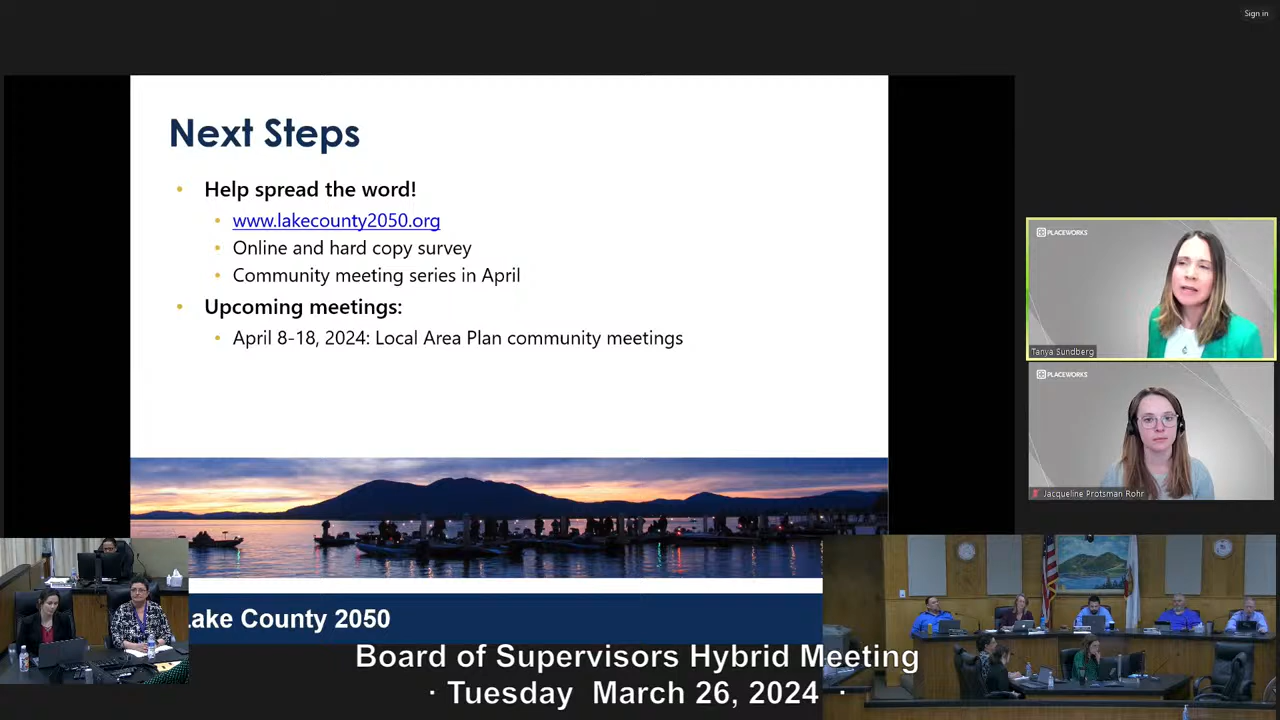 Sign in
Next Steps
• Help spread the word!
• www.lakecounty2050.org
• Online and hard copy survey
• Community meeting series in April
• Upcoming meetings:
• April 8-18, 2024: Local Area Plan community meetings
PLACEWORKS
Tanya Sundberg
PLACEWORKS
Jacqueline Protsman Rohr
ake County 2050
Board of Supervisors Hybrid Meeting
· Tuesday March 26, 2024 ·